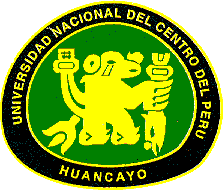 UNIVERSIDAD NACIONAL DEL CENTRO DEL PERU
HUANCAYO